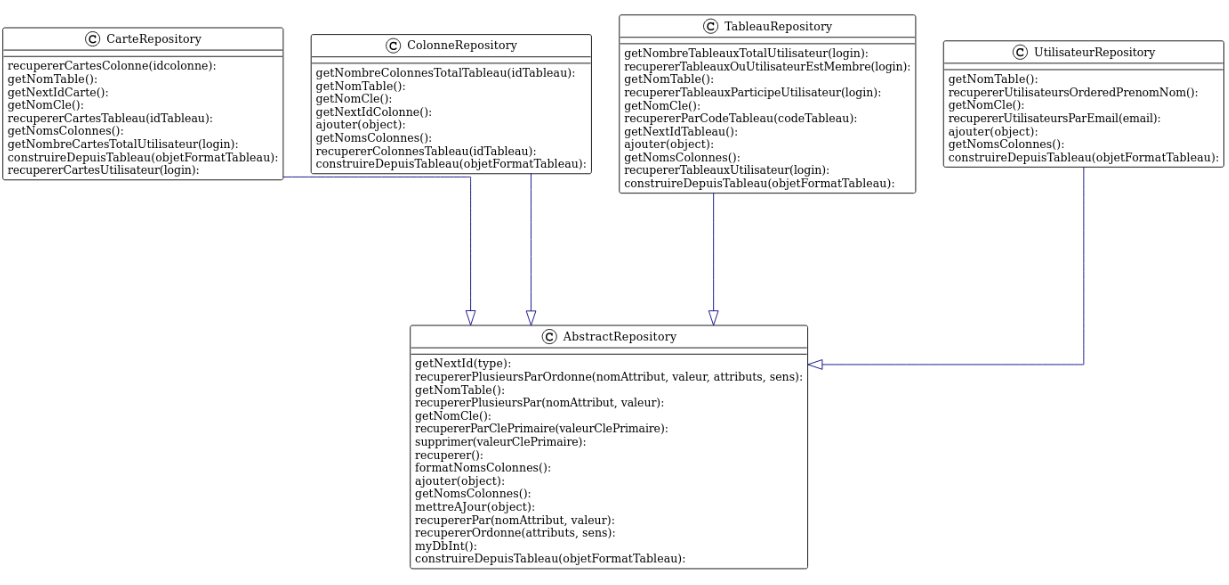 C CarteRepository
recupererCartesColonne(idcolonne):
getNomTable():
getNextIdCarte():
getNomCle():
recupererCartesTableau(idTableau):
getNomsColonnes():
getNombreCartesTotalUtilisateur(login):
construireDepuisTableau(objetFormatTableau):
recupererCartesUtilisateur(login):
C ColonneRepository
getNombreColonnesTotalTableau(idTableau):
getNomTable():
getNomCle():
getNextIdColonne():
ajouter(object):
getNomsColonnes():
recupererColonnesTableau(idTableau):
construireDepuisTableau(objetFormatTableau):
C TableauRepository
getNombreTableauxTotalUtilisateur(login):
recupererTableauxOuUtilisateurEstMembre(login):
getNomTable():
recupererTableauxParticipeUtilisateur(login):
getNomCle():
recupererParCodeTableau(codeTableau):
getNextIdTableau():
ajouter(object):
getNomsColonnes():
recupererTableauxUtilisateur(login):
construireDepuisTableau(objetFormatTableau):
C UtilisateurRepository
getNomTable():
recupererUtilisateursOrderedPrenomNom():
getNomCle():
recupererUtilisateursParEmail(email):
ajouter(object):
getNomsColonnes():
construireDepuisTableau(objetFormatTableau):
C AbstractRepository
getNextId(type):
recupererPlusieursParOrdonne(nomAttribut, valeur, attributs, sens):
getNomTable():
recupererPlusieursPar(nomAttribut, valeur):
getNomCle():
recupererParClePrimaire(valeurClePrimaire):
supprimer(valeurClePrimaire):
recuperer():
formatNomsColonnes():
ajouter(object):
getNomsColonnes():
mettreAJour(object):
recupererPar(nomAttribut, valeur):
recupererOrdonne(attributs, sens):
myDbInt():
construireDepuisTableau(objetFormatTableau):